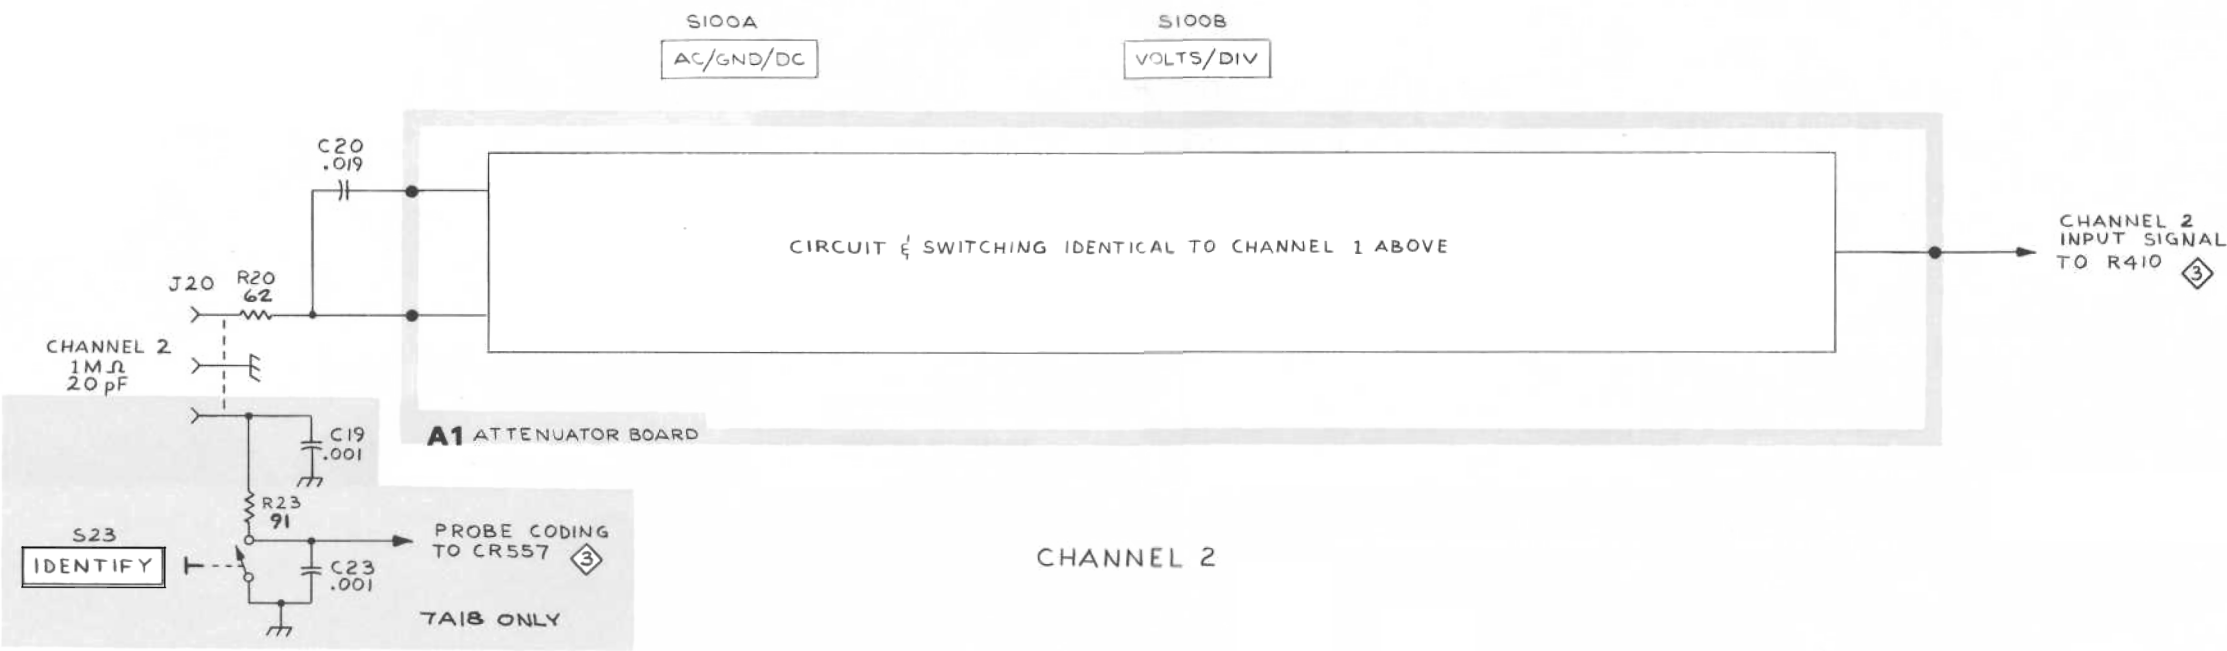 S100A
AC/GND/DC
S100B
VOLTS/DIV
C20
.019
CIRCUIT & SWITCHING IDENTICAL TO CHANNEL 1 ABOVE
CHANNEL 2
INPUT SIGNAL
TO R410 3
J20
R20
62
CHANNEL 2
1MΩ
20pF
C19
.001
A1 ATTENUATOR BOARD
R23
91
S23
IDENTIFY
PROBE CODING
TO CR557 3
C23
.001
7A18 ONLY
CHANNEL 2